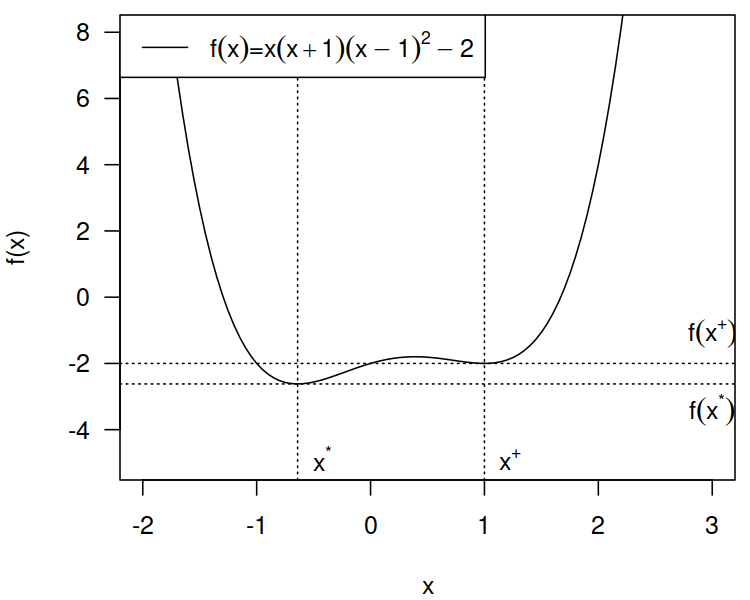 f(x)=x(x+1)(x − 1)² − 2
8
6
4
2
0
-2
-4
f(x)
f(x⁺)
f(x*)
x*
x⁺
-2 -1 0 1 2 3
x